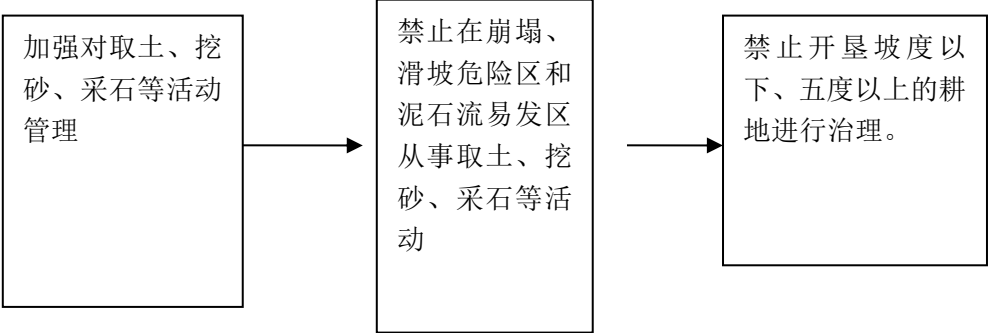 加强对取土、挖
砂、采石等活动
管理
禁止在崩塌、
滑坡危险区和
泥石流易发区
从事取土、挖
砂、采石等活
动
禁止开垦坡度以
下、五度以上的耕
地进行治理。